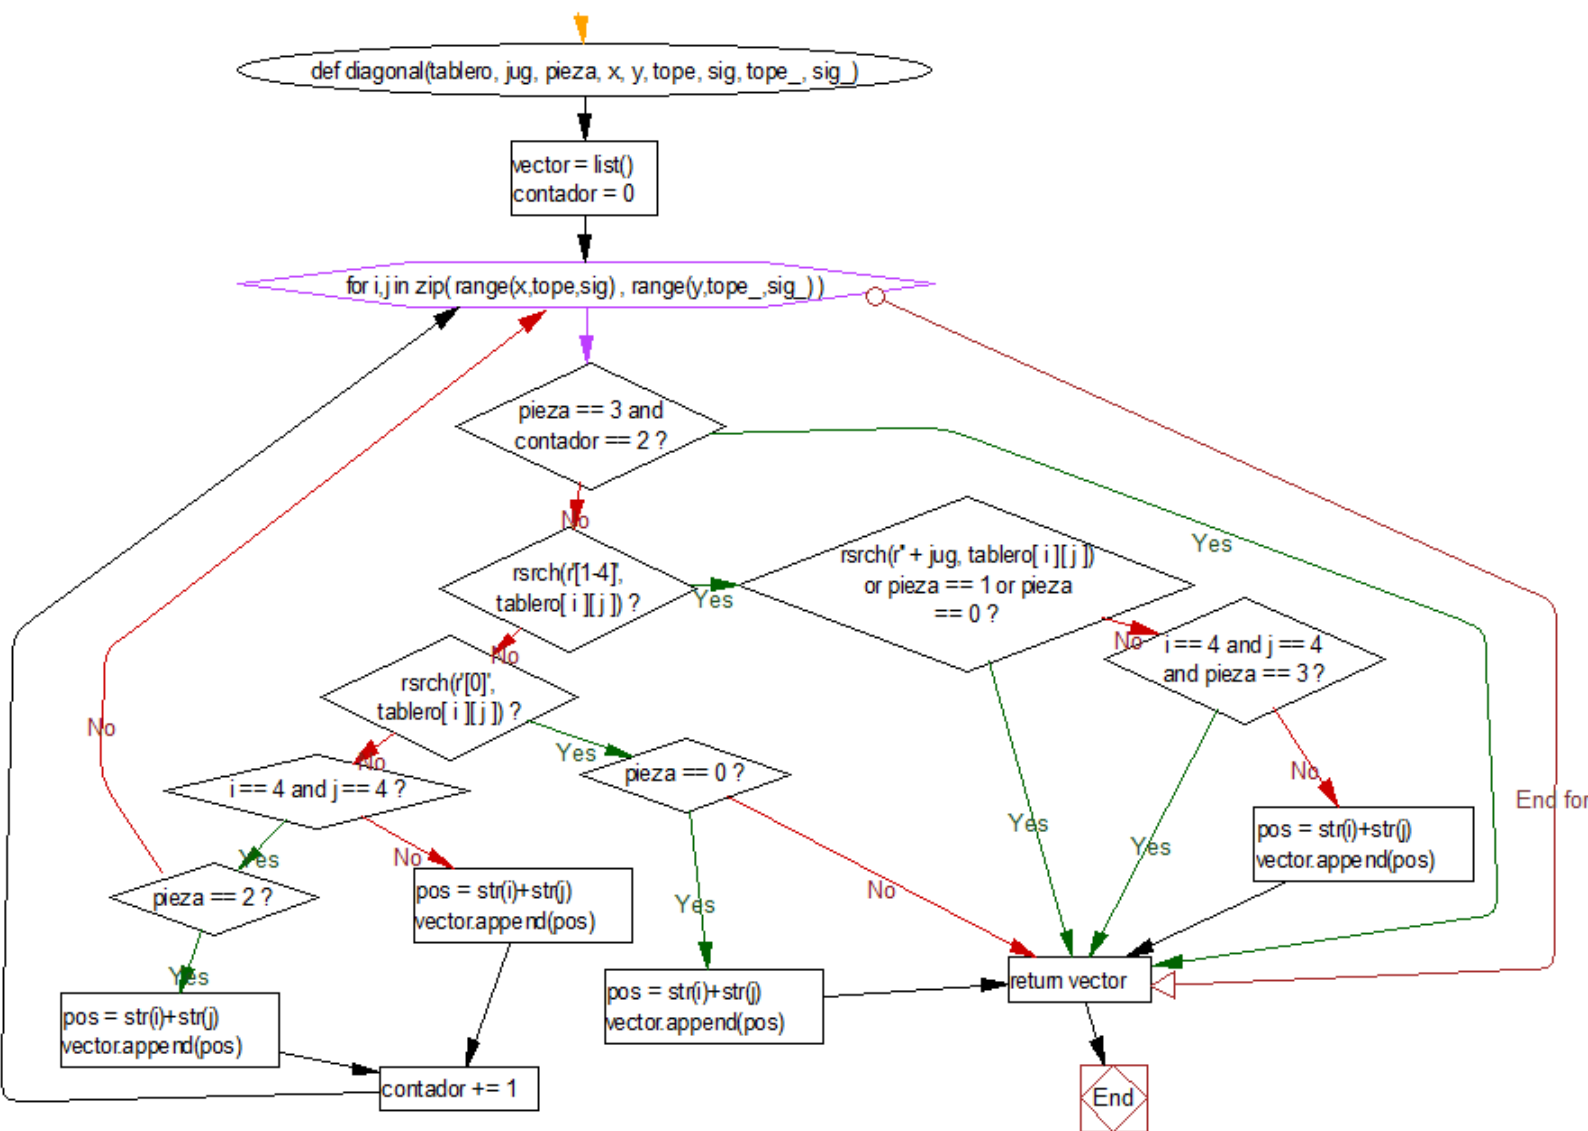 def diagonal(tablero, jug, pieza, x, y, tope, sig, tope_, sig_)
vector = list()
contador = 0
for i,j in zip( range(x,tope,sig) , range(y,tope_,sig_) )
pieza == 3 and
contador == 2 ?
Yes
No
rsrch(r'[1-4]',
tablero[ i ][ j ]) ?
Yes
No
rsrch(r'' + jug, tablero[ i ][ j ])
or pieza == 1 or pieza
== 0 ?
No
Yes
i == 4 and j == 4
and pieza == 3 ?
No
Yes
rsrch(r'[0]',
tablero[ i ][ j ]) ?
Yes
No
i == 4 and j == 4 ?
Yes
No
pieza == 0 ?
No
Yes
pos = str(i)+str(j)
vector.append(pos)
End for
pieza == 2 ?
No
Yes
pos = str(i)+str(j)
vector.append(pos)
pos = str(i)+str(j)
vector.append(pos)
pos = str(i)+str(j)
vector.append(pos)
return vector
contador += 1
End